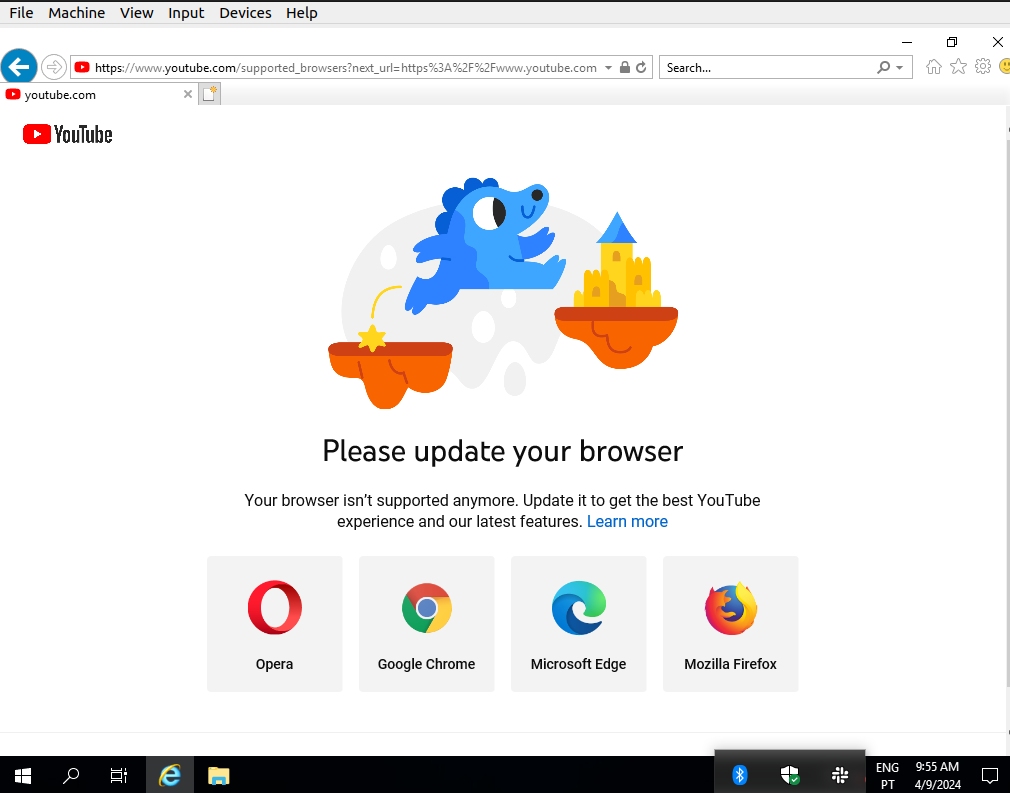 File Machine View Input Devices Help
https://www.youtube.com/supported_browsers?next_url=https%3A%2F%2Fwww.youtube.com
Search...
youtube.com
YouTube
Please update your browser
Your browser isn’t supported anymore. Update it to get the best YouTube
experience and our latest features. Learn more
Opera
Google Chrome
Microsoft Edge
Mozilla Firefox
ENG
PT
9:55 AM
4/9/2024